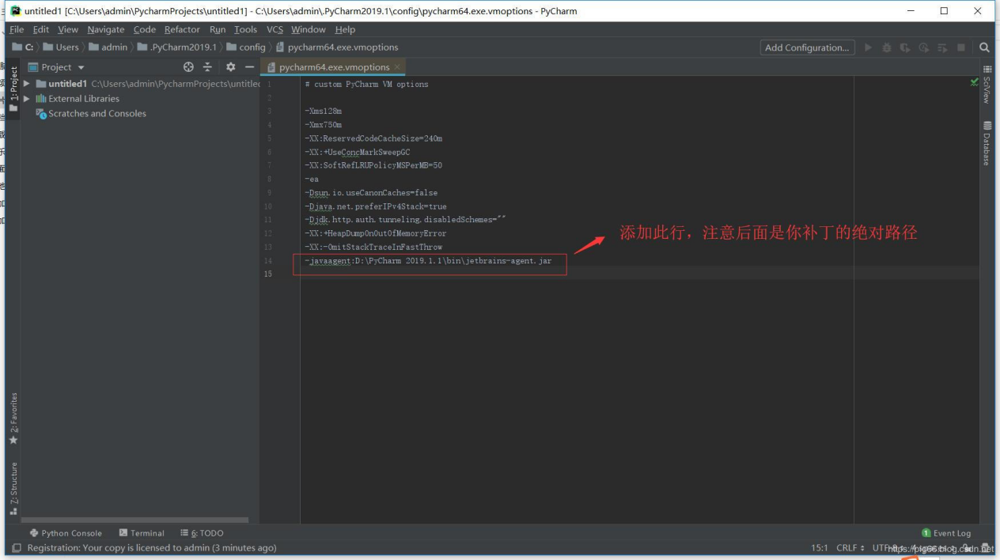 untitled1 [C:\Users\admin\PycharmProjects\untitled1] - C:\Users\admin\.PyCharm2019.1\config\pycharm64.exe.vmoptions - PyCharm
File Edit View Navigate Code Refactor Run Tools VCS Window Help
C: Users admin .PyCharm2019.1 config pycharm64.exe.vmoptions Add Configuration...
Project pycharm64.exe.vmoptions
1: Project
untitled1 C:\Users\admin\PycharmProjects\untitlec
External Libraries
Scratches and Consoles
1 # custom PyCharm VM options
2
3 -Xms128m
4 -Xmx750m
5 -XX:ReservedCodeCacheSize=240m
6 -XX:+UseConcMarkSweepGC
7 -XX:SoftRefLRUPolicyMSPerMB=50
8 -ea
9 -Dsun.io.useCanonCaches=false
10 -Djava.net.preferIPv4Stack=true
11 -Djdk.http.auth.tunneling.disabledSchemes=""
12 -XX:+HeapDumpOnOutOfMemoryError
13 -XX:-OmitStackTraceInFastThrow
14 -javaagent:D:\PyCharm 2019.1.1\bin\jetbrains-agent.jar
15
添加此行，注意后面是你补丁的绝对路径
SciView
Database
2: Favorites
7: Structure
Python Console Terminal 6: TODO 1 Event Log
Registration: Your copy is licensed to admin (3 minutes ago) 15:1 CRLF
https://pig66.blog.csdn.net